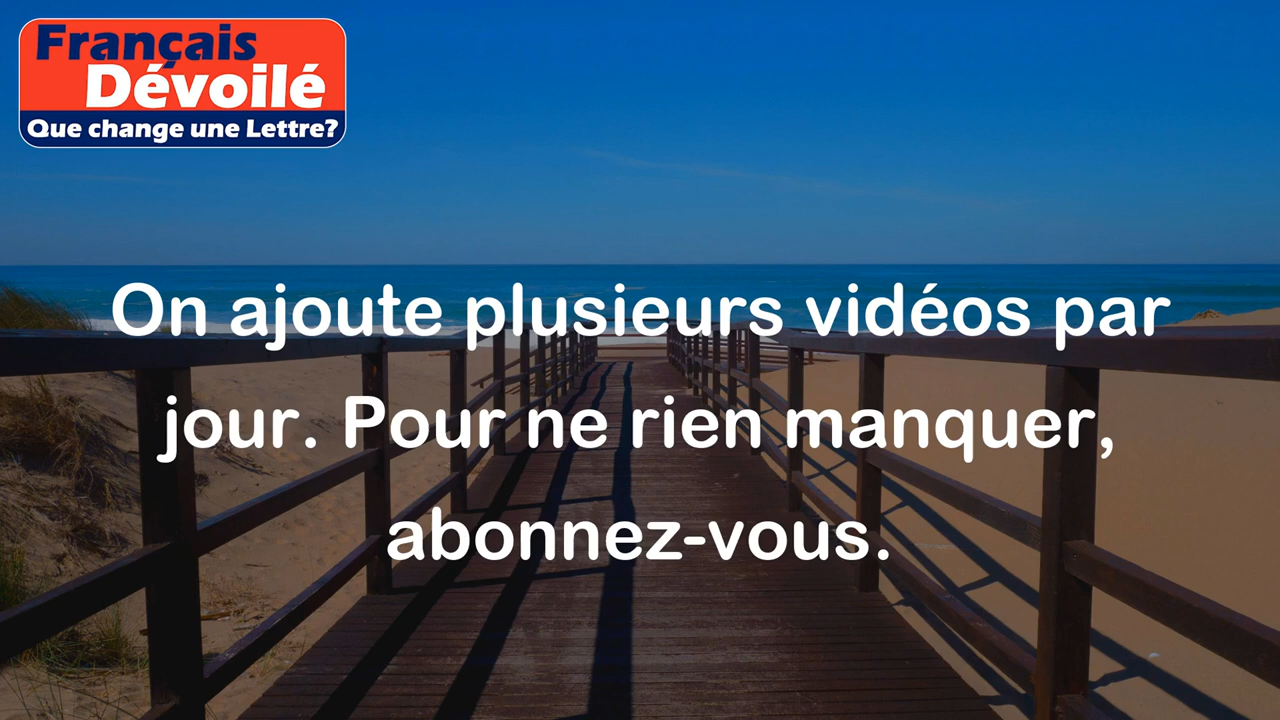 Français
Dévoilé
Que change une Lettre?
On ajoute plusieurs vidéos par
jour. Pour ne rien manquer,
abonnez-vous.